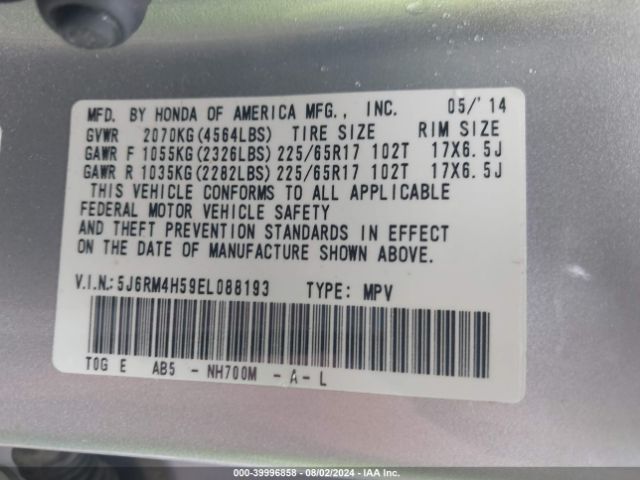 MFD. BY HONDA OF AMERICA MFG., INC. 05/'14
GVWR 2070KG(4564LBS) TIRE SIZE RIM SIZE
GAWR F 1055KG(2326LBS) 225/65R17 102T 17X6.5J
GAWR R 1035KG(2282LBS) 225/65R17 102T 17X6.5J
THIS VEHICLE CONFORMS TO ALL APPLICABLE
FEDERAL MOTOR VEHICLE SAFETY
AND THEFT PREVENTION STANDARDS IN EFFECT
ON THE DATE OF MANUFACTURE SHOWN ABOVE.
V.I.N.: 5J6RM4H59EL088193 TYPE: MPV
T0G E AB5 - NH700M - A - L
000-39996858 - 08/02/2024 - IAA Inc.